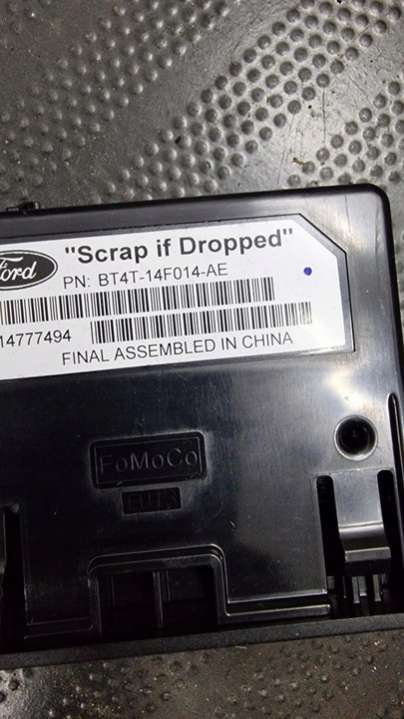 Ford
"Scrap if Dropped"
PN: BT4T-14F014-AE
14777494
FINAL ASSEMBLED IN CHINA
FoMoCo